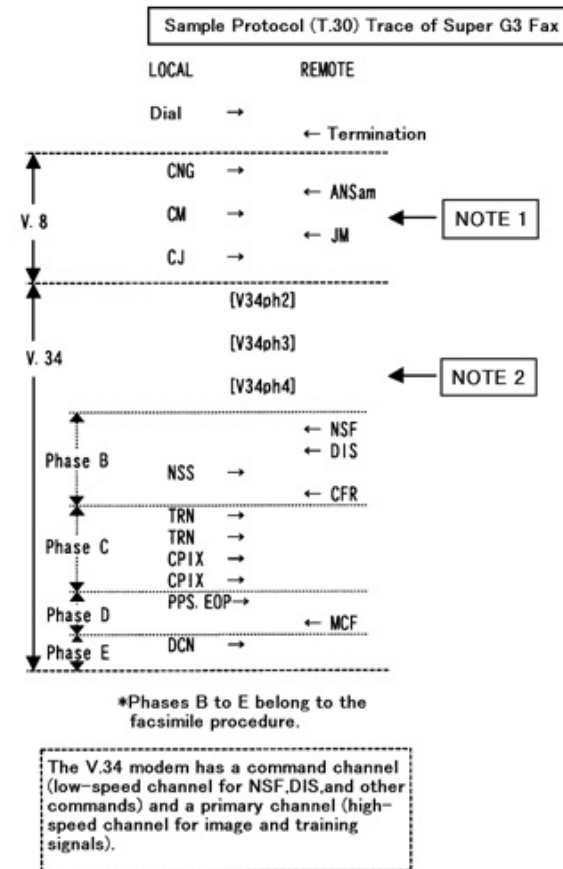 Sample Protocol (T.30) Trace of Super G3 Fax
LOCAL REMOTE
Dial →
← Termination
CNG →
← ANSam
V. 8 CM → NOTE 1
← JM
CJ →
[V34ph2]
[V34ph3]
V. 34
[V34ph4] NOTE 2
← NSF
← DIS
Phase B NSS →
← CFR
TRN →
TRN →
Phase C CPIX →
CPIX →
PPS. EOP→
Phase D ← MCF
Phase E DCN →
*Phases B to E belong to the
facsimile procedure.
The V.34 modem has a command channel
(low-speed channel for NSF,DIS,and other
commands) and a primary channel (high-
speed channel for image and training
signals).